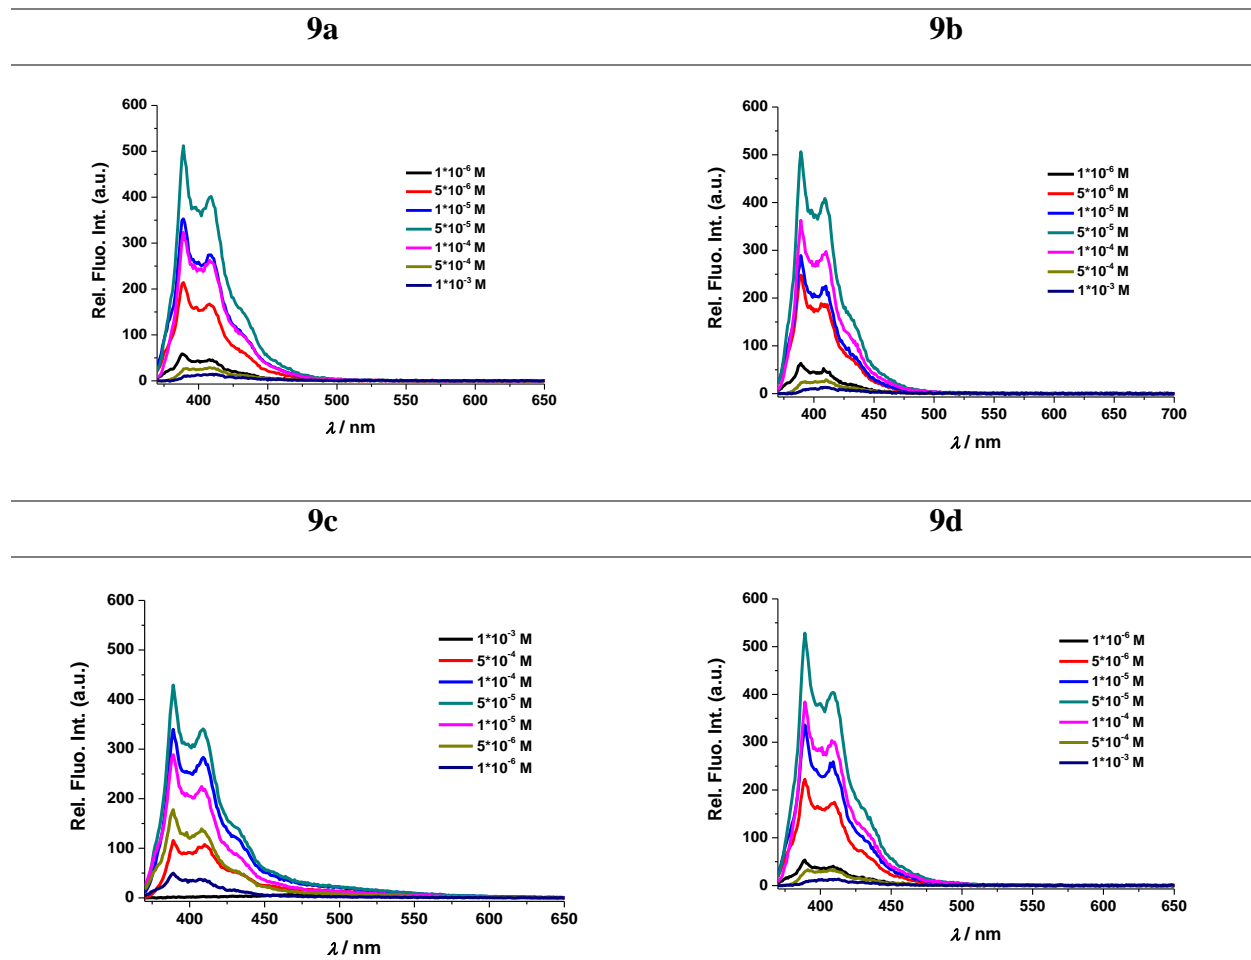 9a
9b
600
500
400
300
200
100
0
Rel. Fluo. Int. (a.u.)
1*10⁻⁶ M
5*10⁻⁶ M
1*10⁻⁵ M
5*10⁻⁵ M
1*10⁻⁴ M
5*10⁻⁴ M
1*10⁻³ M
400 450 500 550 600 650
λ / nm
600
500
400
300
200
100
0
Rel. Fluo. Int. (a.u.)
1*10⁻⁶ M
5*10⁻⁶ M
1*10⁻⁵ M
5*10⁻⁵ M
1*10⁻⁴ M
5*10⁻⁴ M
1*10⁻³ M
400 450 500 550 600 650 700
λ / nm
9c
9d
600
500
400
300
200
100
0
Rel. Fluo. Int. (a.u.)
1*10⁻³ M
5*10⁻⁴ M
1*10⁻⁴ M
5*10⁻⁵ M
1*10⁻⁵ M
5*10⁻⁶ M
1*10⁻⁶ M
400 450 500 550 600 650
λ / nm
600
500
400
300
200
100
0
Rel. Fluo. Int. (a.u.)
1*10⁻⁶ M
5*10⁻⁶ M
1*10⁻⁵ M
5*10⁻⁵ M
1*10⁻⁴ M
5*10⁻⁴ M
1*10⁻³ M
400 450 500 550 600 650
λ / nm